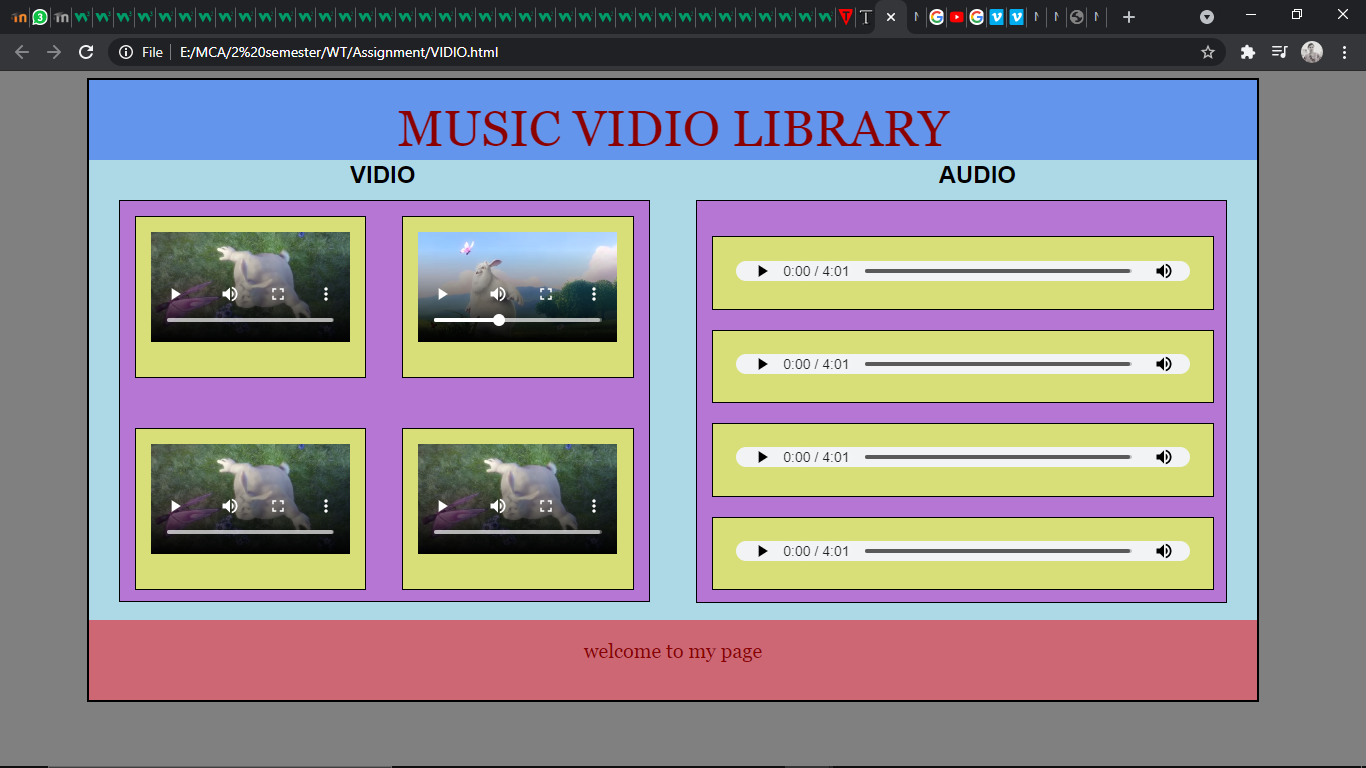 3
File E:/MCA/2%20semester/WT/Assignment/VIDIO.html
MUSIC VIDIO LIBRARY
VIDIO
AUDIO
0:00 / 4:01
0:00 / 4:01
0:00 / 4:01
0:00 / 4:01
welcome to my page